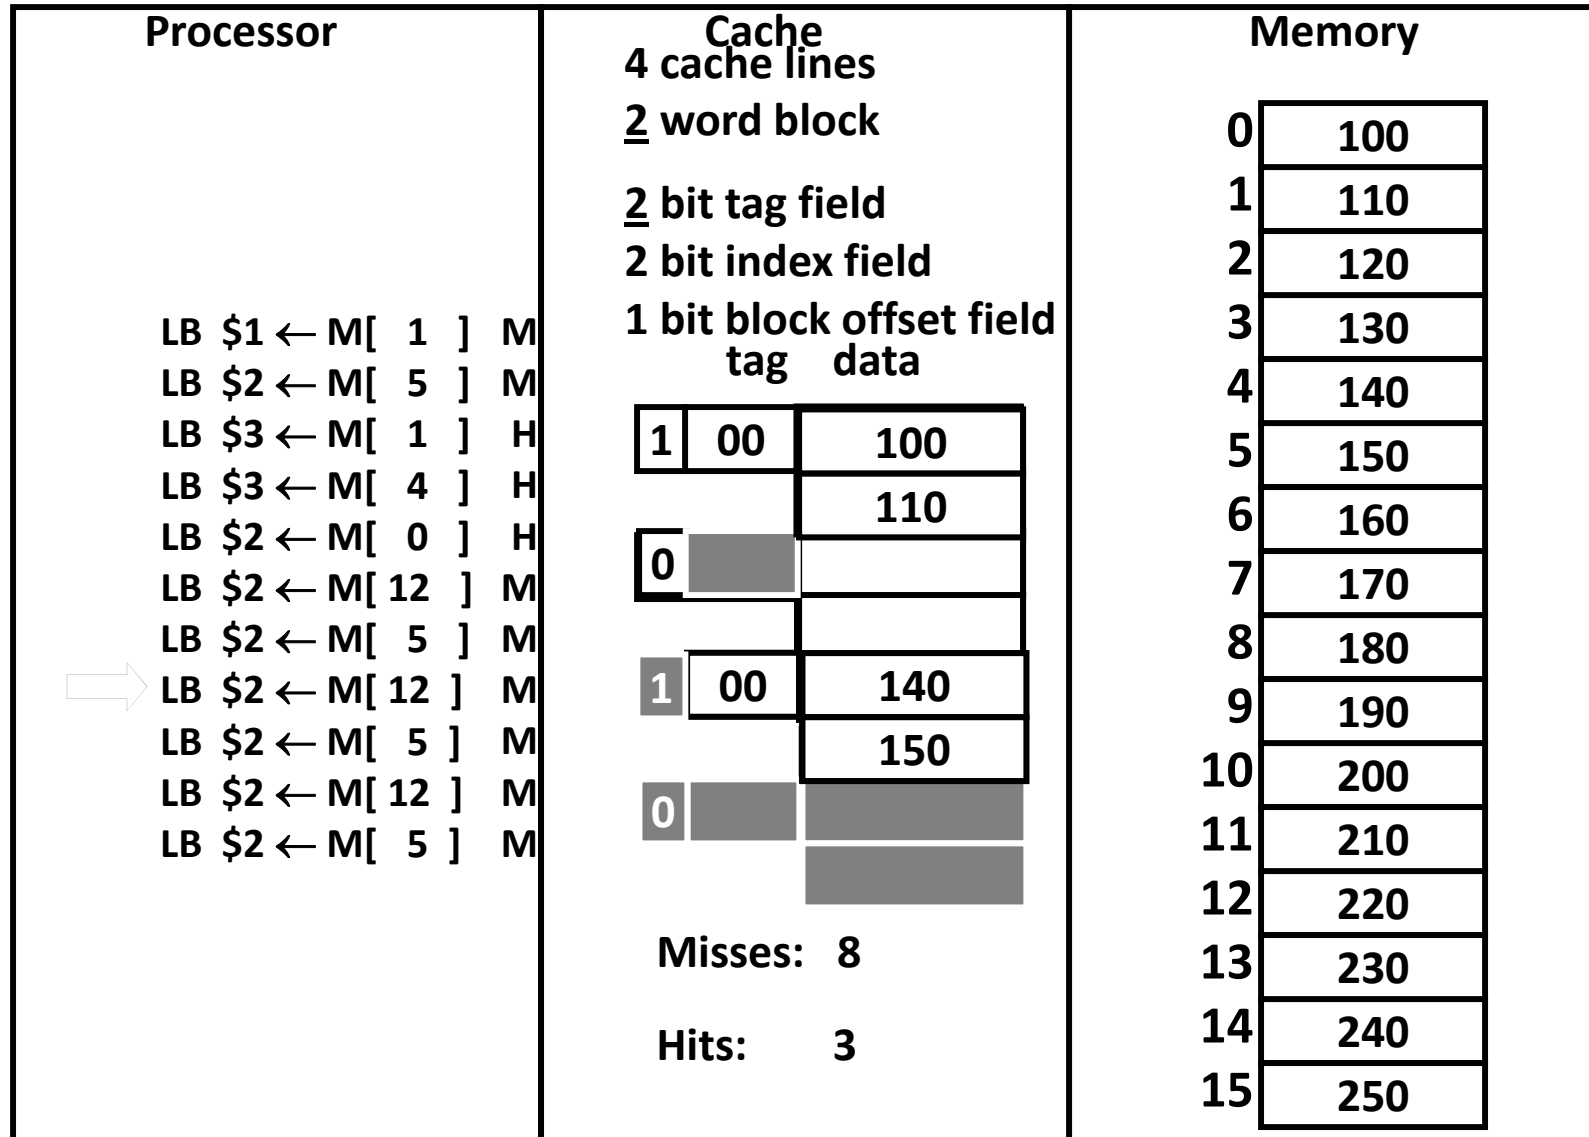 Processor
LB $1 ← M[ 1 ] M
LB $2 ← M[ 5 ] M
LB $3 ← M[ 1 ] H
LB $3 ← M[ 4 ] H
LB $2 ← M[ 0 ] H
LB $2 ← M[ 12 ] M
LB $2 ← M[ 5 ] M
LB $2 ← M[ 12 ] M
LB $2 ← M[ 5 ] M
LB $2 ← M[ 12 ] M
LB $2 ← M[ 5 ] M
Cache
4 cache lines
2 word block
2 bit tag field
2 bit index field
1 bit block offset field
tag data
1 00 100
110
0
1 00 140
150
0
Misses: 8
Hits: 3
Memory
0 100
1 110
2 120
3 130
4 140
5 150
6 160
7 170
8 180
9 190
10 200
11 210
12 220
13 230
14 240
15 250